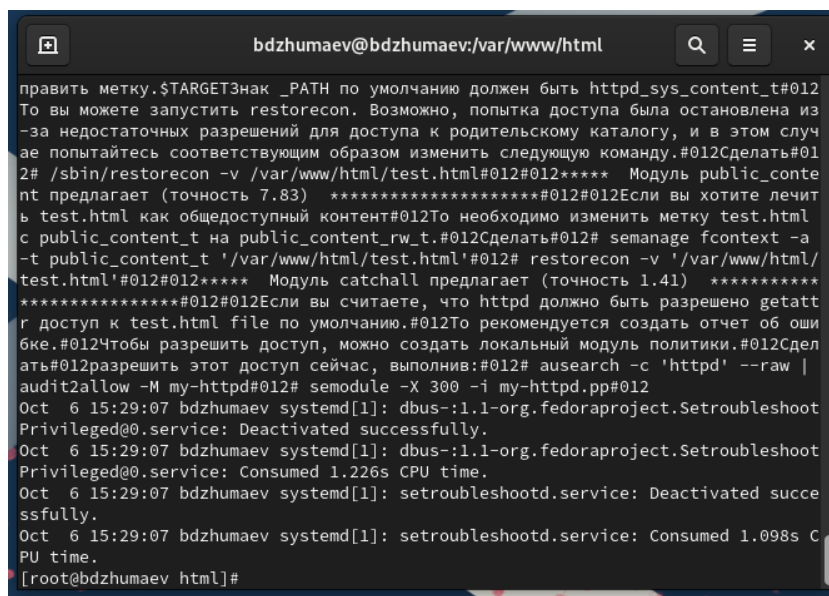 bdzhumaev@bdzhumaev:/var/www/html
править метку.$TARGETЗнак _PATH по умолчанию должен быть httpd_sys_content_t#012
То вы можете запустить restorecon. Возможно, попытка доступа была остановлена из
-за недостаточных разрешений для доступа к родительскому каталогу, и в этом случ
ае попытайтесь соответствующим образом изменить следующую команду.#012Сделать#01
2# /sbin/restorecon -v /var/www/html/test.html#012#012*****  Модуль public_conte
nt предлагает (точность 7.83)  *********************#012#012Если вы хотите лечит
ь test.html как общедоступный контент#012То необходимо изменить метку test.html
с public_content_t на public_content_rw_t.#012Сделать#012# semanage fcontext -a
-t public_content_t '/var/www/html/test.html'#012# restorecon -v '/var/www/html/
test.html'#012#012*****  Модуль catchall предлагает (точность 1.41)  ***********
****************#012#012Если вы считаете, что httpd должно быть разрешено getatt
r доступ к test.html file по умолчанию.#012То рекомендуется создать отчет об оши
бке.#012Чтобы разрешить доступ, можно создать локальный модуль политики.#012Сдел
ать#012разрешить этот доступ сейчас, выполнив:#012# ausearch -c 'httpd' --raw |
audit2allow -M my-httpd#012# semodule -X 300 -i my-httpd.pp#012
Oct  6 15:29:07 bdzhumaev systemd[1]: dbus-:1.1-org.fedoraproject.Setroubleshoot
Privileged@0.service: Deactivated successfully.
Oct  6 15:29:07 bdzhumaev systemd[1]: dbus-:1.1-org.fedoraproject.Setroubleshoot
Privileged@0.service: Consumed 1.226s CPU time.
Oct  6 15:29:07 bdzhumaev systemd[1]: setroubleshootd.service: Deactivated succe
ssfully.
Oct  6 15:29:07 bdzhumaev systemd[1]: setroubleshootd.service: Consumed 1.098s C
PU time.
[root@bdzhumaev html]#